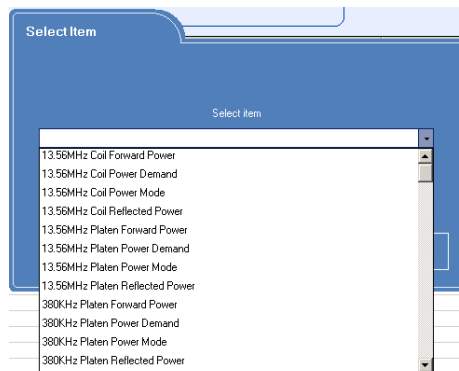 Select Item
Select item
13.56MHz Coil Forward Power
13.56MHz Coil Power Demand
13.56MHz Coil Power Mode
13.56MHz Coil Reflected Power
13.56MHz Platen Forward Power
13.56MHz Platen Power Demand
13.56MHz Platen Power Mode
13.56MHz Platen Reflected Power
380KHz Platen Forward Power
380KHz Platen Power Demand
380KHz Platen Power Mode
380KHz Platen Reflected Power